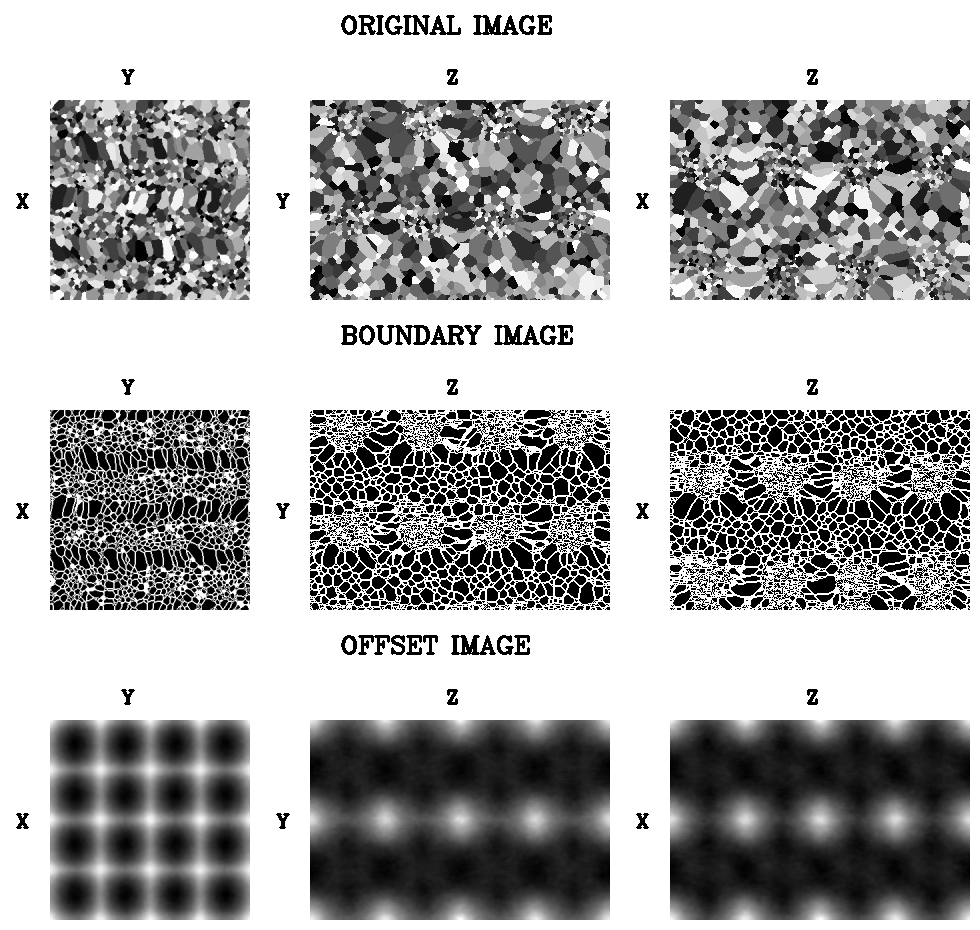 ORIGINAL IMAGE
Y Z Z
X Y X
BOUNDARY IMAGE
Y Z Z
X Y X
OFFSET IMAGE
Y Z Z
X Y X